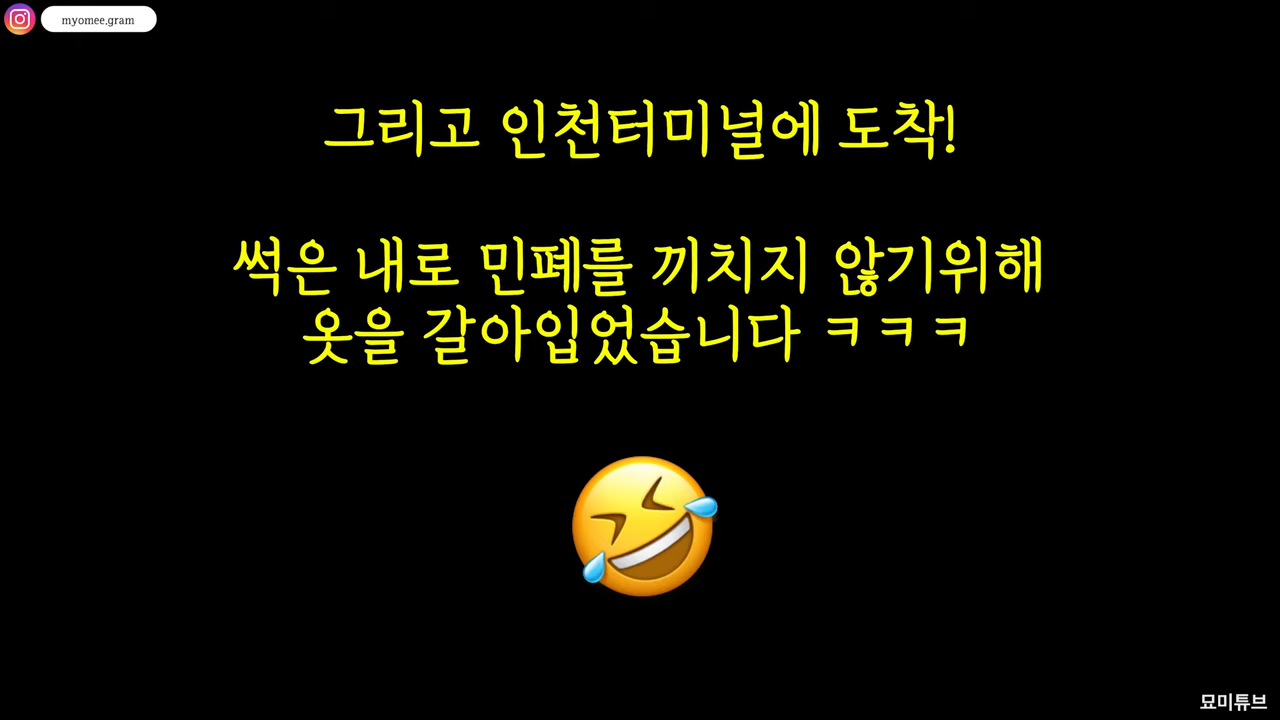 myomee.gram
그리고 인천터미널에 도착!
썩은 내로 민폐를 끼치지 않기위해
옷을 갈아입었습니다 ㅋㅋㅋ
묘미튜브